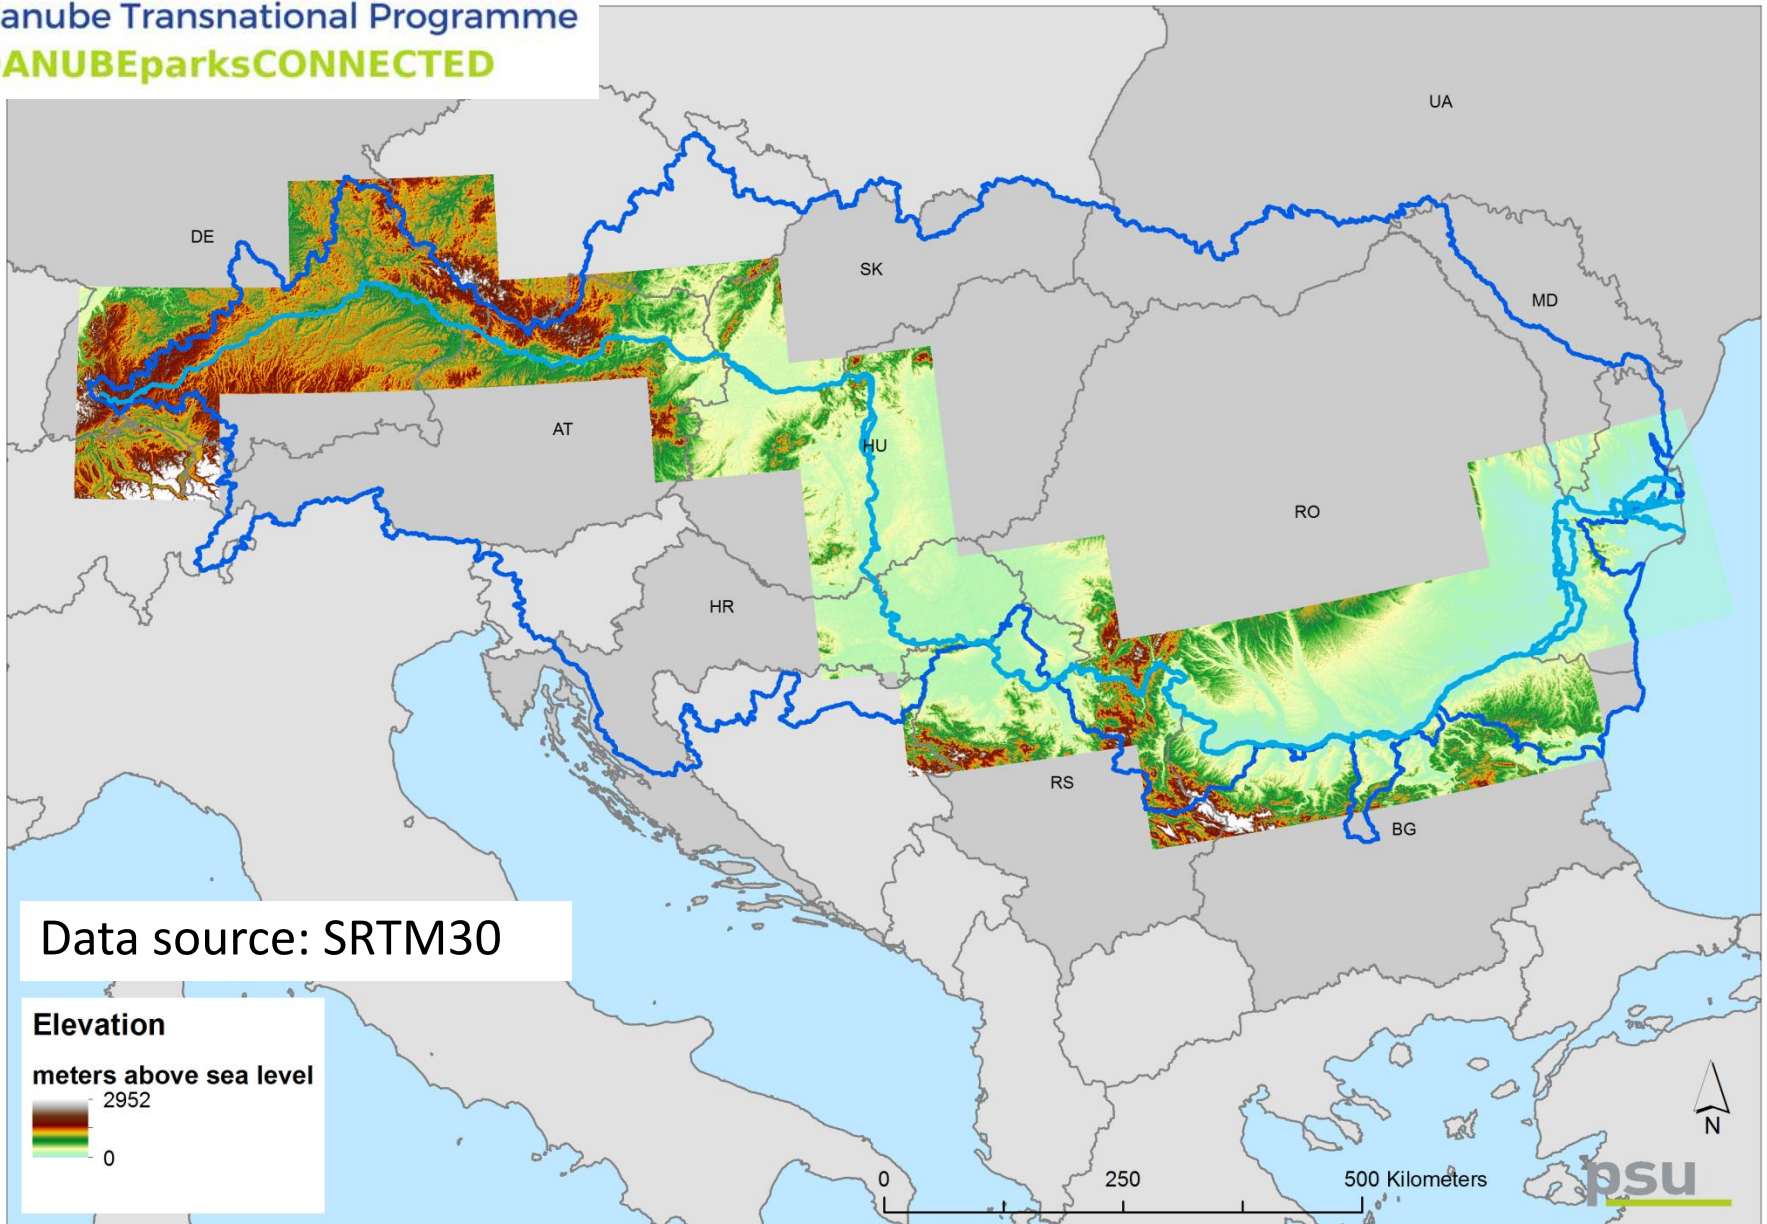 anube Transnational Programme
ANUBEparksCONNECTED
UA
DE
SK
MD
AT
HU
RO
HR
RS
BG
Data source: SRTM30
Elevation
meters above sea level
2952
0
0 250 500 Kilometers
N
psu